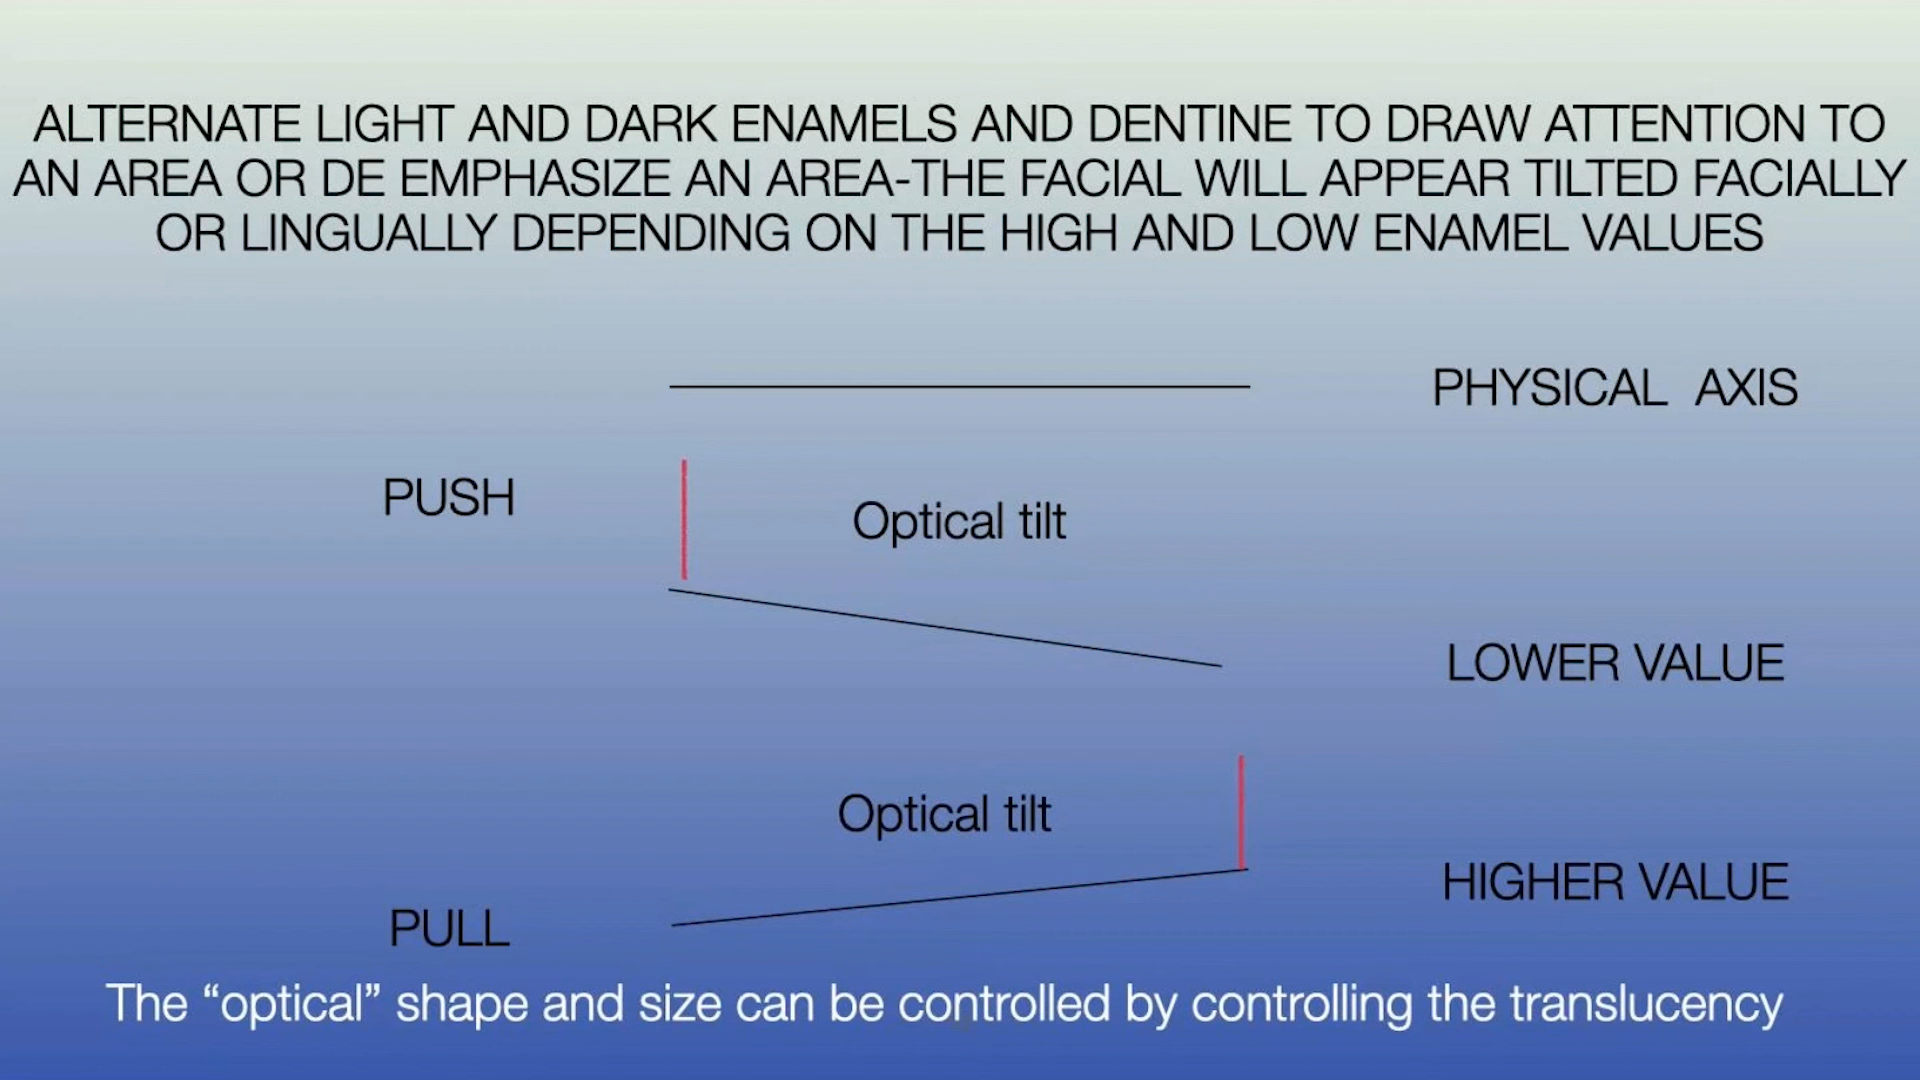 ALTERNATE LIGHT AND DARK ENAMELS AND DENTINE TO DRAW ATTENTION TO
AN AREA OR DE EMPHASIZE AN AREA-THE FACIAL WILL APPEAR TILTED FACIALLY
OR LINGUALLY DEPENDING ON THE HIGH AND LOW ENAMEL VALUES
PHYSICAL AXIS
PUSH
Optical tilt
LOWER VALUE
Optical tilt
HIGHER VALUE
PULL
The “optical” shape and size can be controlled by controlling the translucency